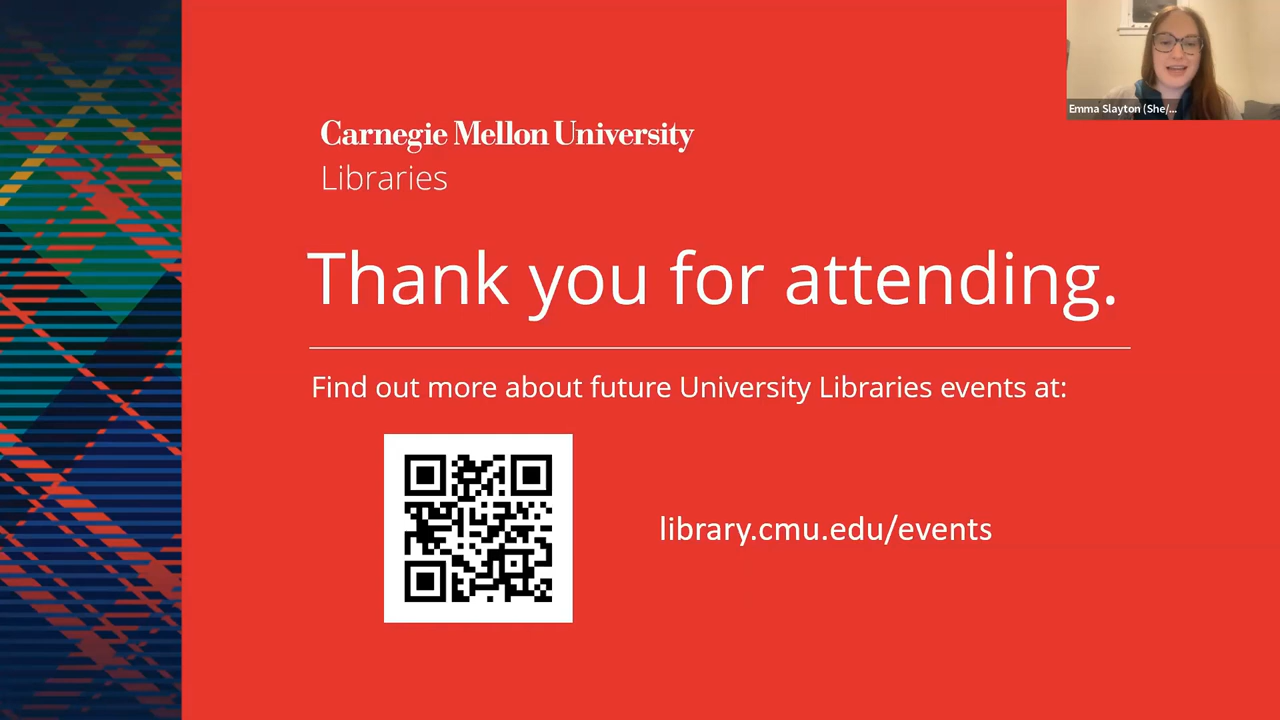 Emma Slayton (She/...
Carnegie Mellon University
Libraries
Thank you for attending.
Find out more about future University Libraries events at:
library.cmu.edu/events